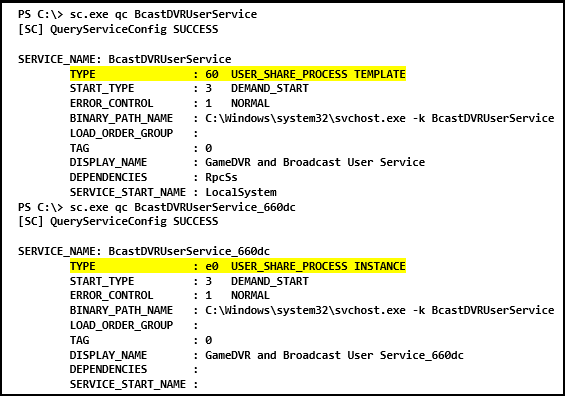 PS C:\> sc.exe qc BcastDVRUserService
[SC] QueryServiceConfig SUCCESS
SERVICE_NAME: BcastDVRUserService
TYPE : 60 USER_SHARE_PROCESS TEMPLATE
START_TYPE : 3 DEMAND_START
ERROR_CONTROL : 1 NORMAL
BINARY_PATH_NAME : C:\Windows\system32\svchost.exe -k BcastDVRUserService
LOAD_ORDER_GROUP :
TAG : 0
DISPLAY_NAME : GameDVR and Broadcast User Service
DEPENDENCIES : RpcSs
SERVICE_START_NAME : LocalSystem
PS C:\> sc.exe qc BcastDVRUserService_660dc
[SC] QueryServiceConfig SUCCESS
SERVICE_NAME: BcastDVRUserService_660dc
TYPE : e0 USER_SHARE_PROCESS INSTANCE
START_TYPE : 3 DEMAND_START
ERROR_CONTROL : 1 NORMAL
BINARY_PATH_NAME : C:\Windows\system32\svchost.exe -k BcastDVRUserService
LOAD_ORDER_GROUP :
TAG : 0
DISPLAY_NAME : GameDVR and Broadcast User Service_660dc
DEPENDENCIES :
SERVICE_START_NAME :